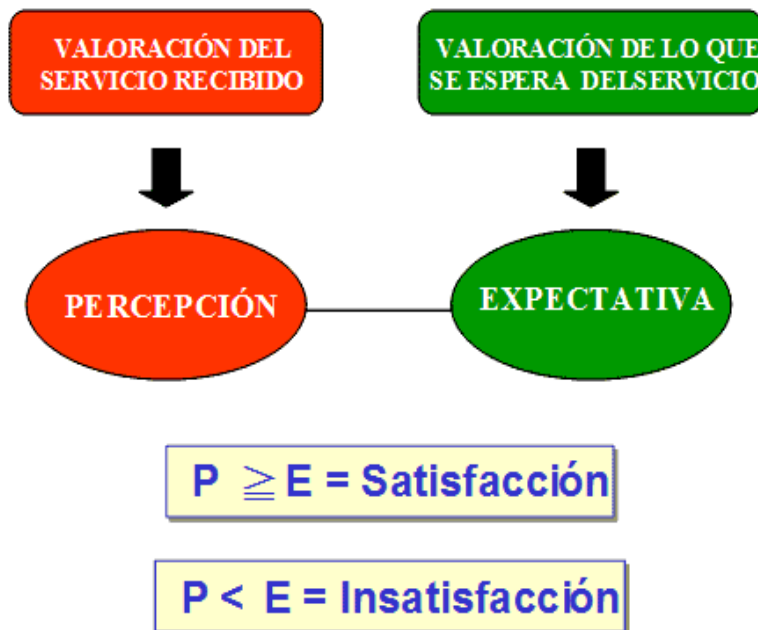 VALORACIÓN DEL
SERVICIO RECIBIDO
VALORACIÓN DE LO QUE
SE ESPERA DELSERVICIO
PERCEPCIÓN
EXPECTATIVA
P ≧ E = Satisfacción
P < E = Insatisfacción